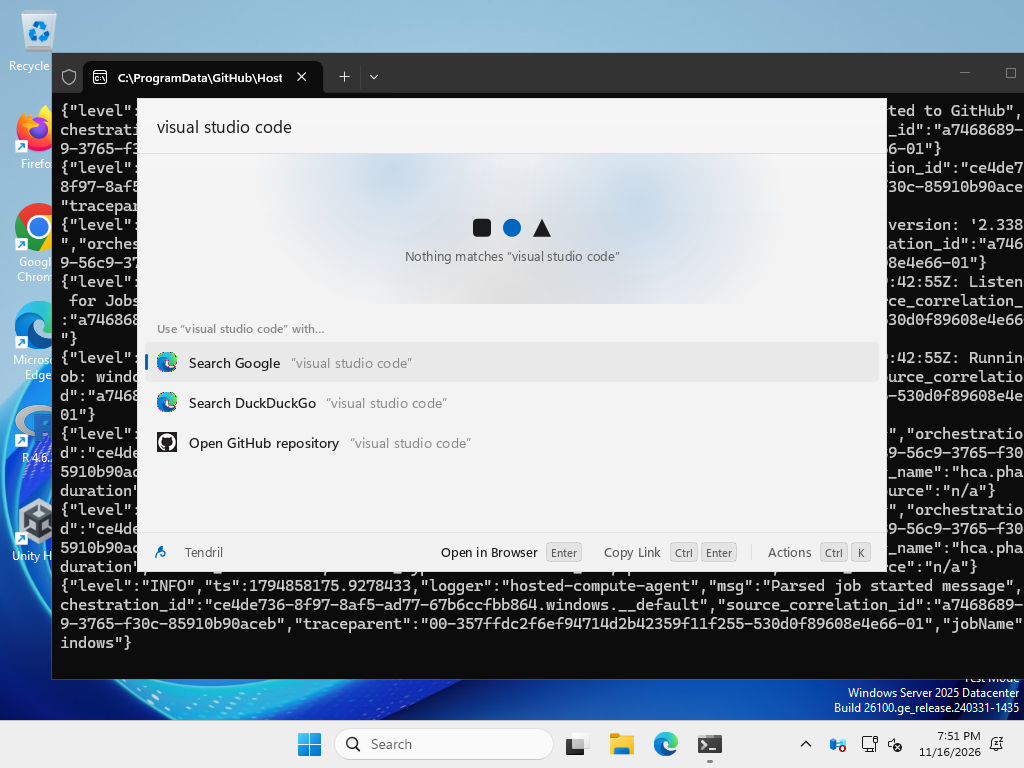 Recycle
C:\ProgramData\GitHub\Host
visual studio code
Nothing matches “visual studio code”
Use “visual studio code” with...
Search Google “visual studio code”
Search DuckDuckGo “visual studio code”
Open GitHub repository “visual studio code”
Tendril
Open in Browser Enter
Copy Link Ctrl Enter
Actions Ctrl K
Firefo
Googl
Chrom
Micros
Edge
R 4.6.
Unity H
{"level":
ted to GitHub",
chestrati
_id":"a7468689-
9-3765-f3
6-01"}
{"level":
ion_id":"ce4de7
8f97-8af5
30c-85910b90ace
"tracepar
{"level":
version: '2.338
","orches
ation_id":"a746
9-56c9-37
08e4e66-01"}
{"level":
9:42:55Z: Listen
for Jobs
rce_correlation_
:"a746868
30d0f89608e4e66
"}
{"level":
9:42:55Z: Runnin
ob: windo
urce_correlatio
d":"a7468
-530d0f89608e4e
01"}
{"level":
","orchestratio
d":"ce4de
-56c9-3765-f30
5910b90ac
_name":"hca.pha
duration"
urce":"n/a"}
{"level":
","orchestratio
d":"ce4de
-56c9-3765-f30
5910b90ac
_name":"hca.pha
duration"
{"level":"INFO","ts":1794858175.9278433,"logger":"hosted-compute-agent","msg":"Parsed job started message",
chestration_id":"ce4de736-8f97-8af5-ad77-67b6ccfbb864.windows.__default","source_correlation_id":"a7468689-
9-3765-f30c-85910b90aceb","traceparent":"00-357ffdc2f6ef94714d2b42359f11f255-530d0f89608e4e66-01","jobName"
indows"}
Test Mode
Windows Server 2025 Datacenter
Build 26100.ge_release.240331-1435
Search
7:51 PM
11/16/2026